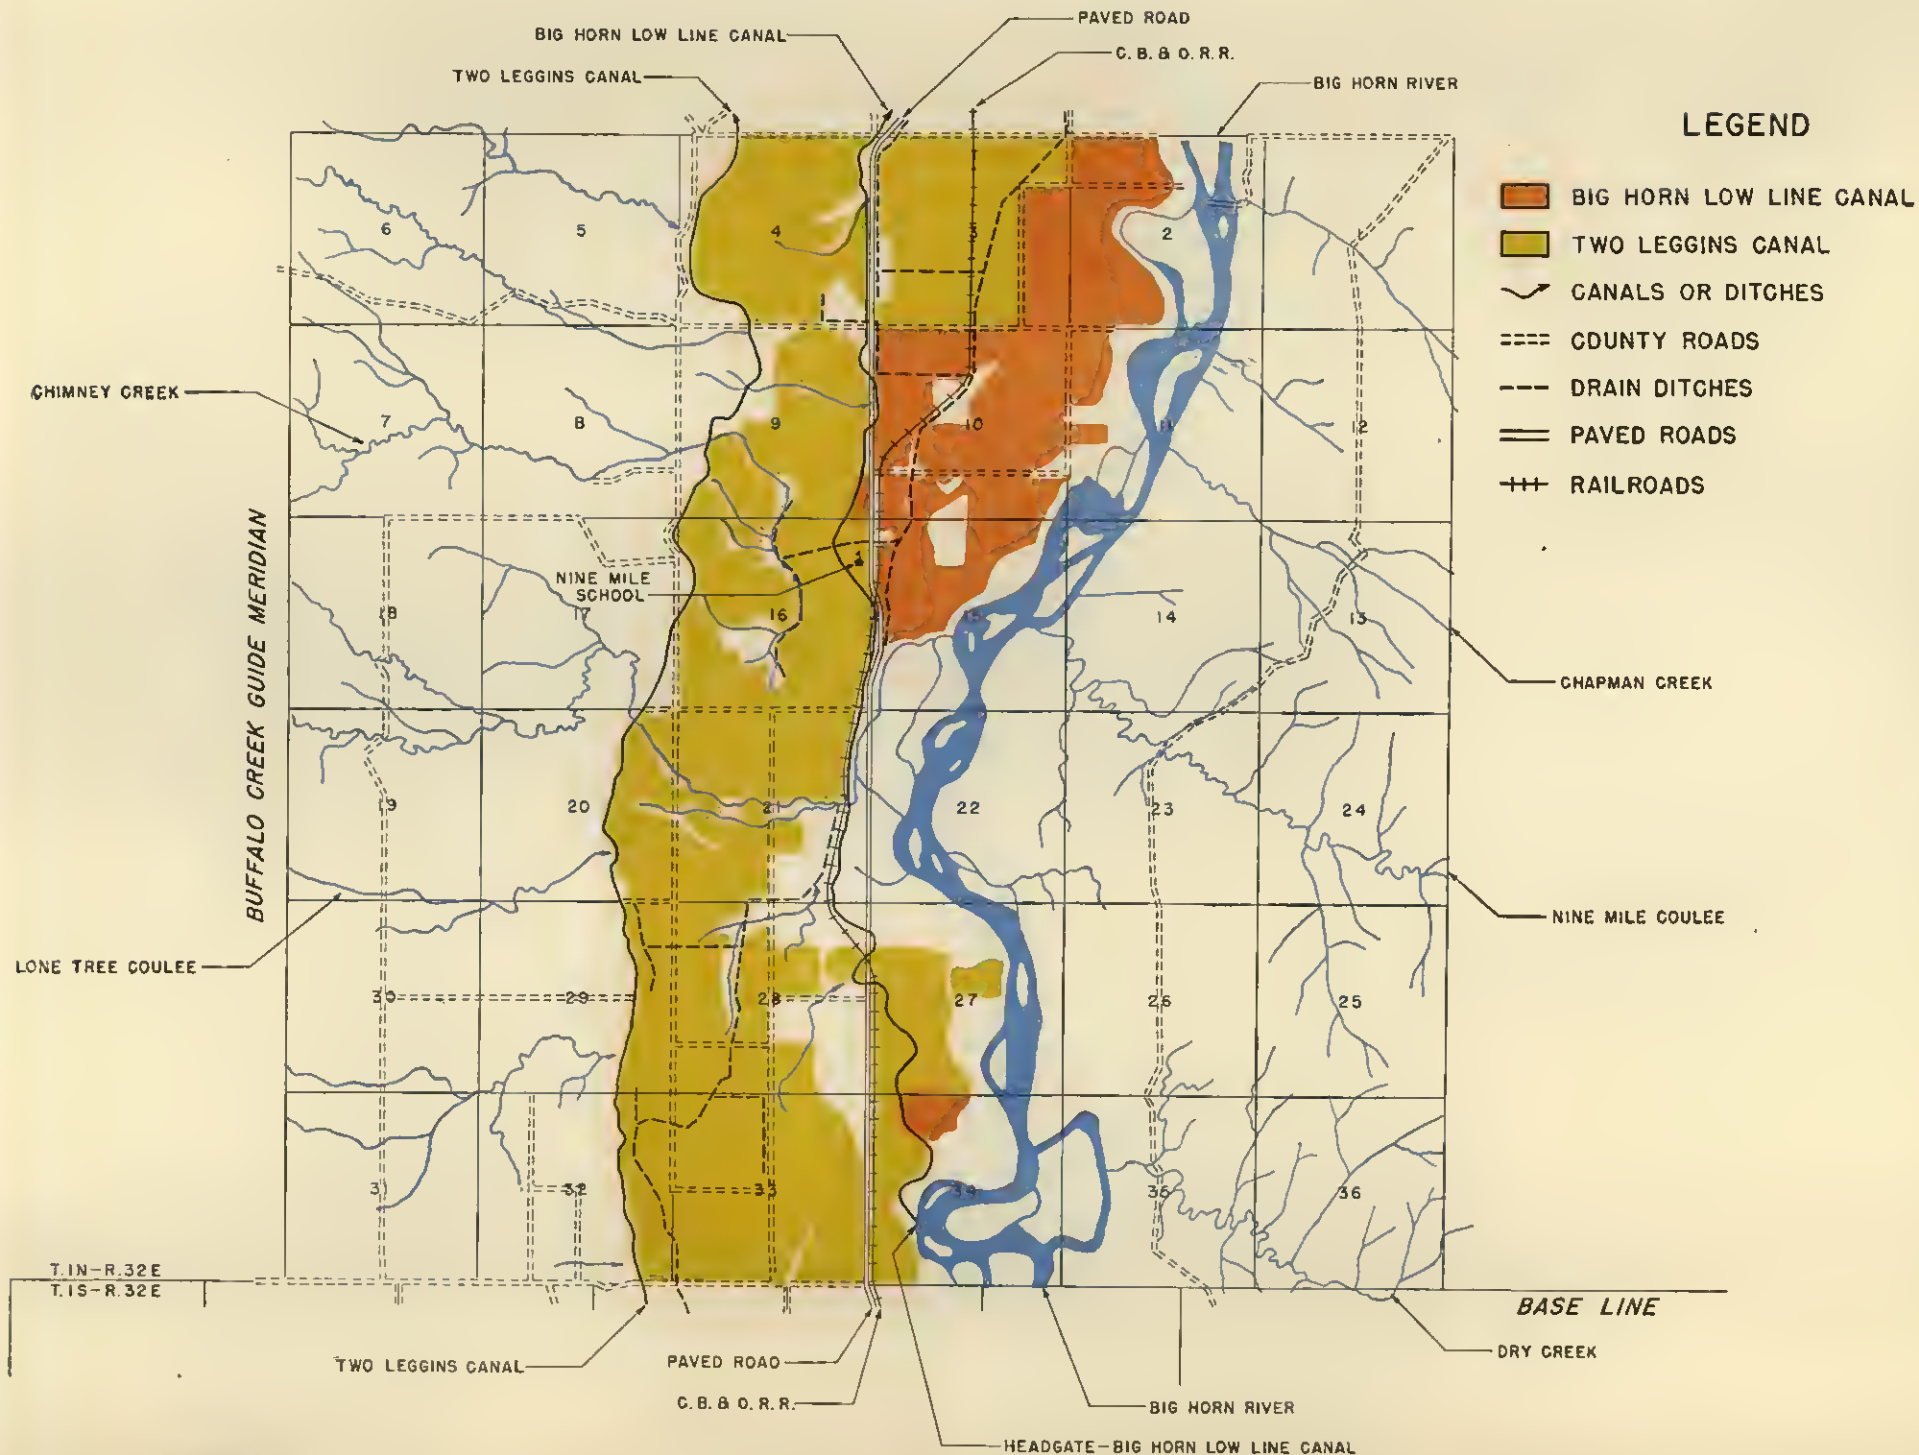 PAVED ROAD
BIG HORN LOW LINE CANAL
C.B. & Q. R.R.
TWO LEGGINS CANAL
BIG HORN RIVER
LEGEND
BIG HORN LOW LINE CANAL
TWO LEGGINS CANAL
CANALS OR DITCHES
COUNTY ROADS
DRAIN DITCHES
PAVED ROADS
RAILROADS
6
5
4
3
2
CHIMNEY CREEK
7
8
9
10
11
12
BUFFALO CREEK GUIDE MERIDIAN
NINE MILE
SCHOOL
18
17
16
15
14
13
CHAPMAN CREEK
19
20
21
22
23
24
NINE MILE COULEE
LONE TREE COULEE
30
29
28
27
26
25
31
32
33
34
35
36
T.1N-R.32E
T.1S-R.32E
BASE LINE
TWO LEGGINS CANAL
PAVED ROAD
DRY CREEK
C.B. & Q. R.R.
BIG HORN RIVER
HEADGATE-BIG HORN LOW LINE CANAL